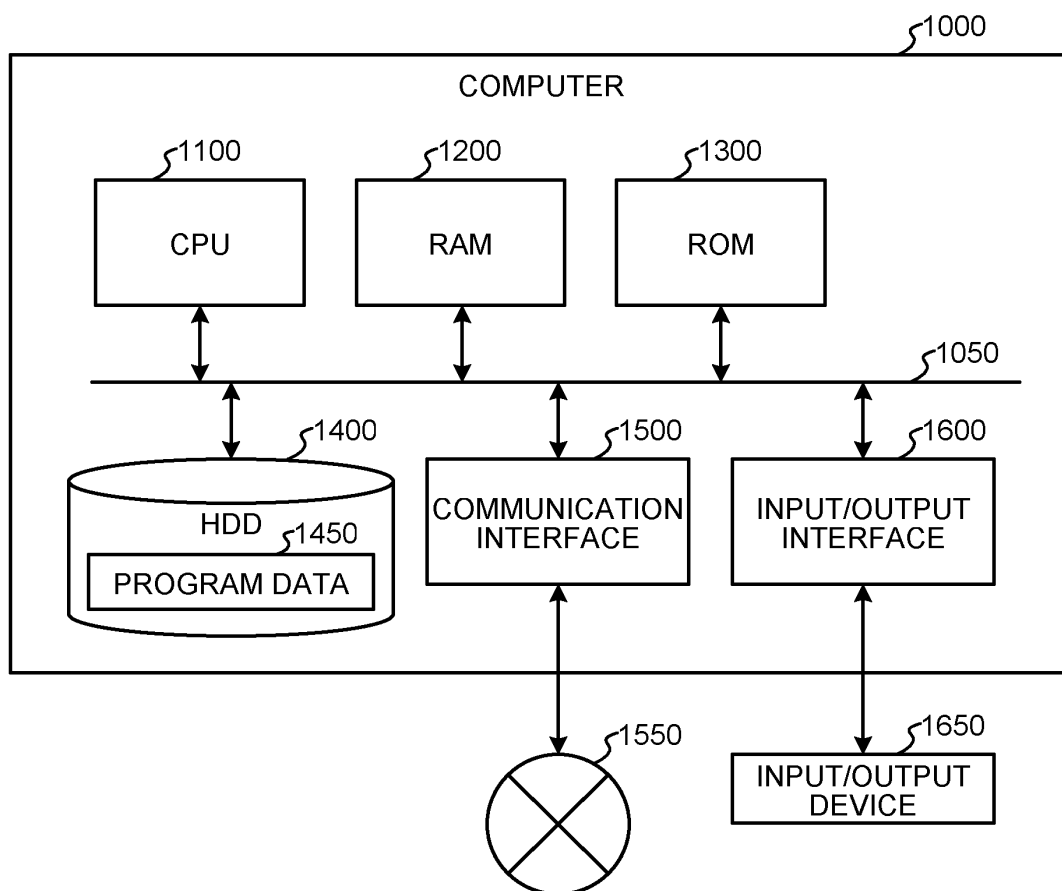 1000
COMPUTER
1100
1200
1300
CPU
RAM
ROM
1050
1400
1500
1600
HDD
1450
PROGRAM DATA
COMMUNICATION
INTERFACE
INPUT/OUTPUT
INTERFACE
1550
1650
INPUT/OUTPUT
DEVICE